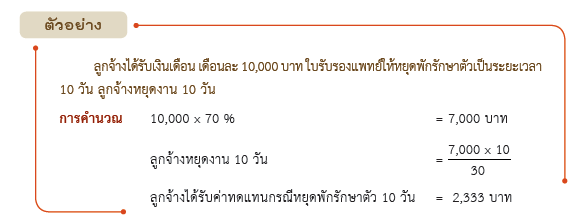 ตัวอย่าง
ลูกจ้างได้รับเงินเดือน เดือนละ 10,000 บาท ใบรับรองแพทย์ให้หยุดพักรักษาตัวเป็นระยะเวลา
10 วัน ลูกจ้างหยุดงาน 10 วัน
การคำนวณ 10,000 x 70 % = 7,000 บาท
ลูกจ้างหยุดงาน 10 วัน = 7,000 x 10
30
ลูกจ้างได้รับค่าทดแทนกรณีหยุดพักรักษาตัว 10 วัน = 2,333 บาท